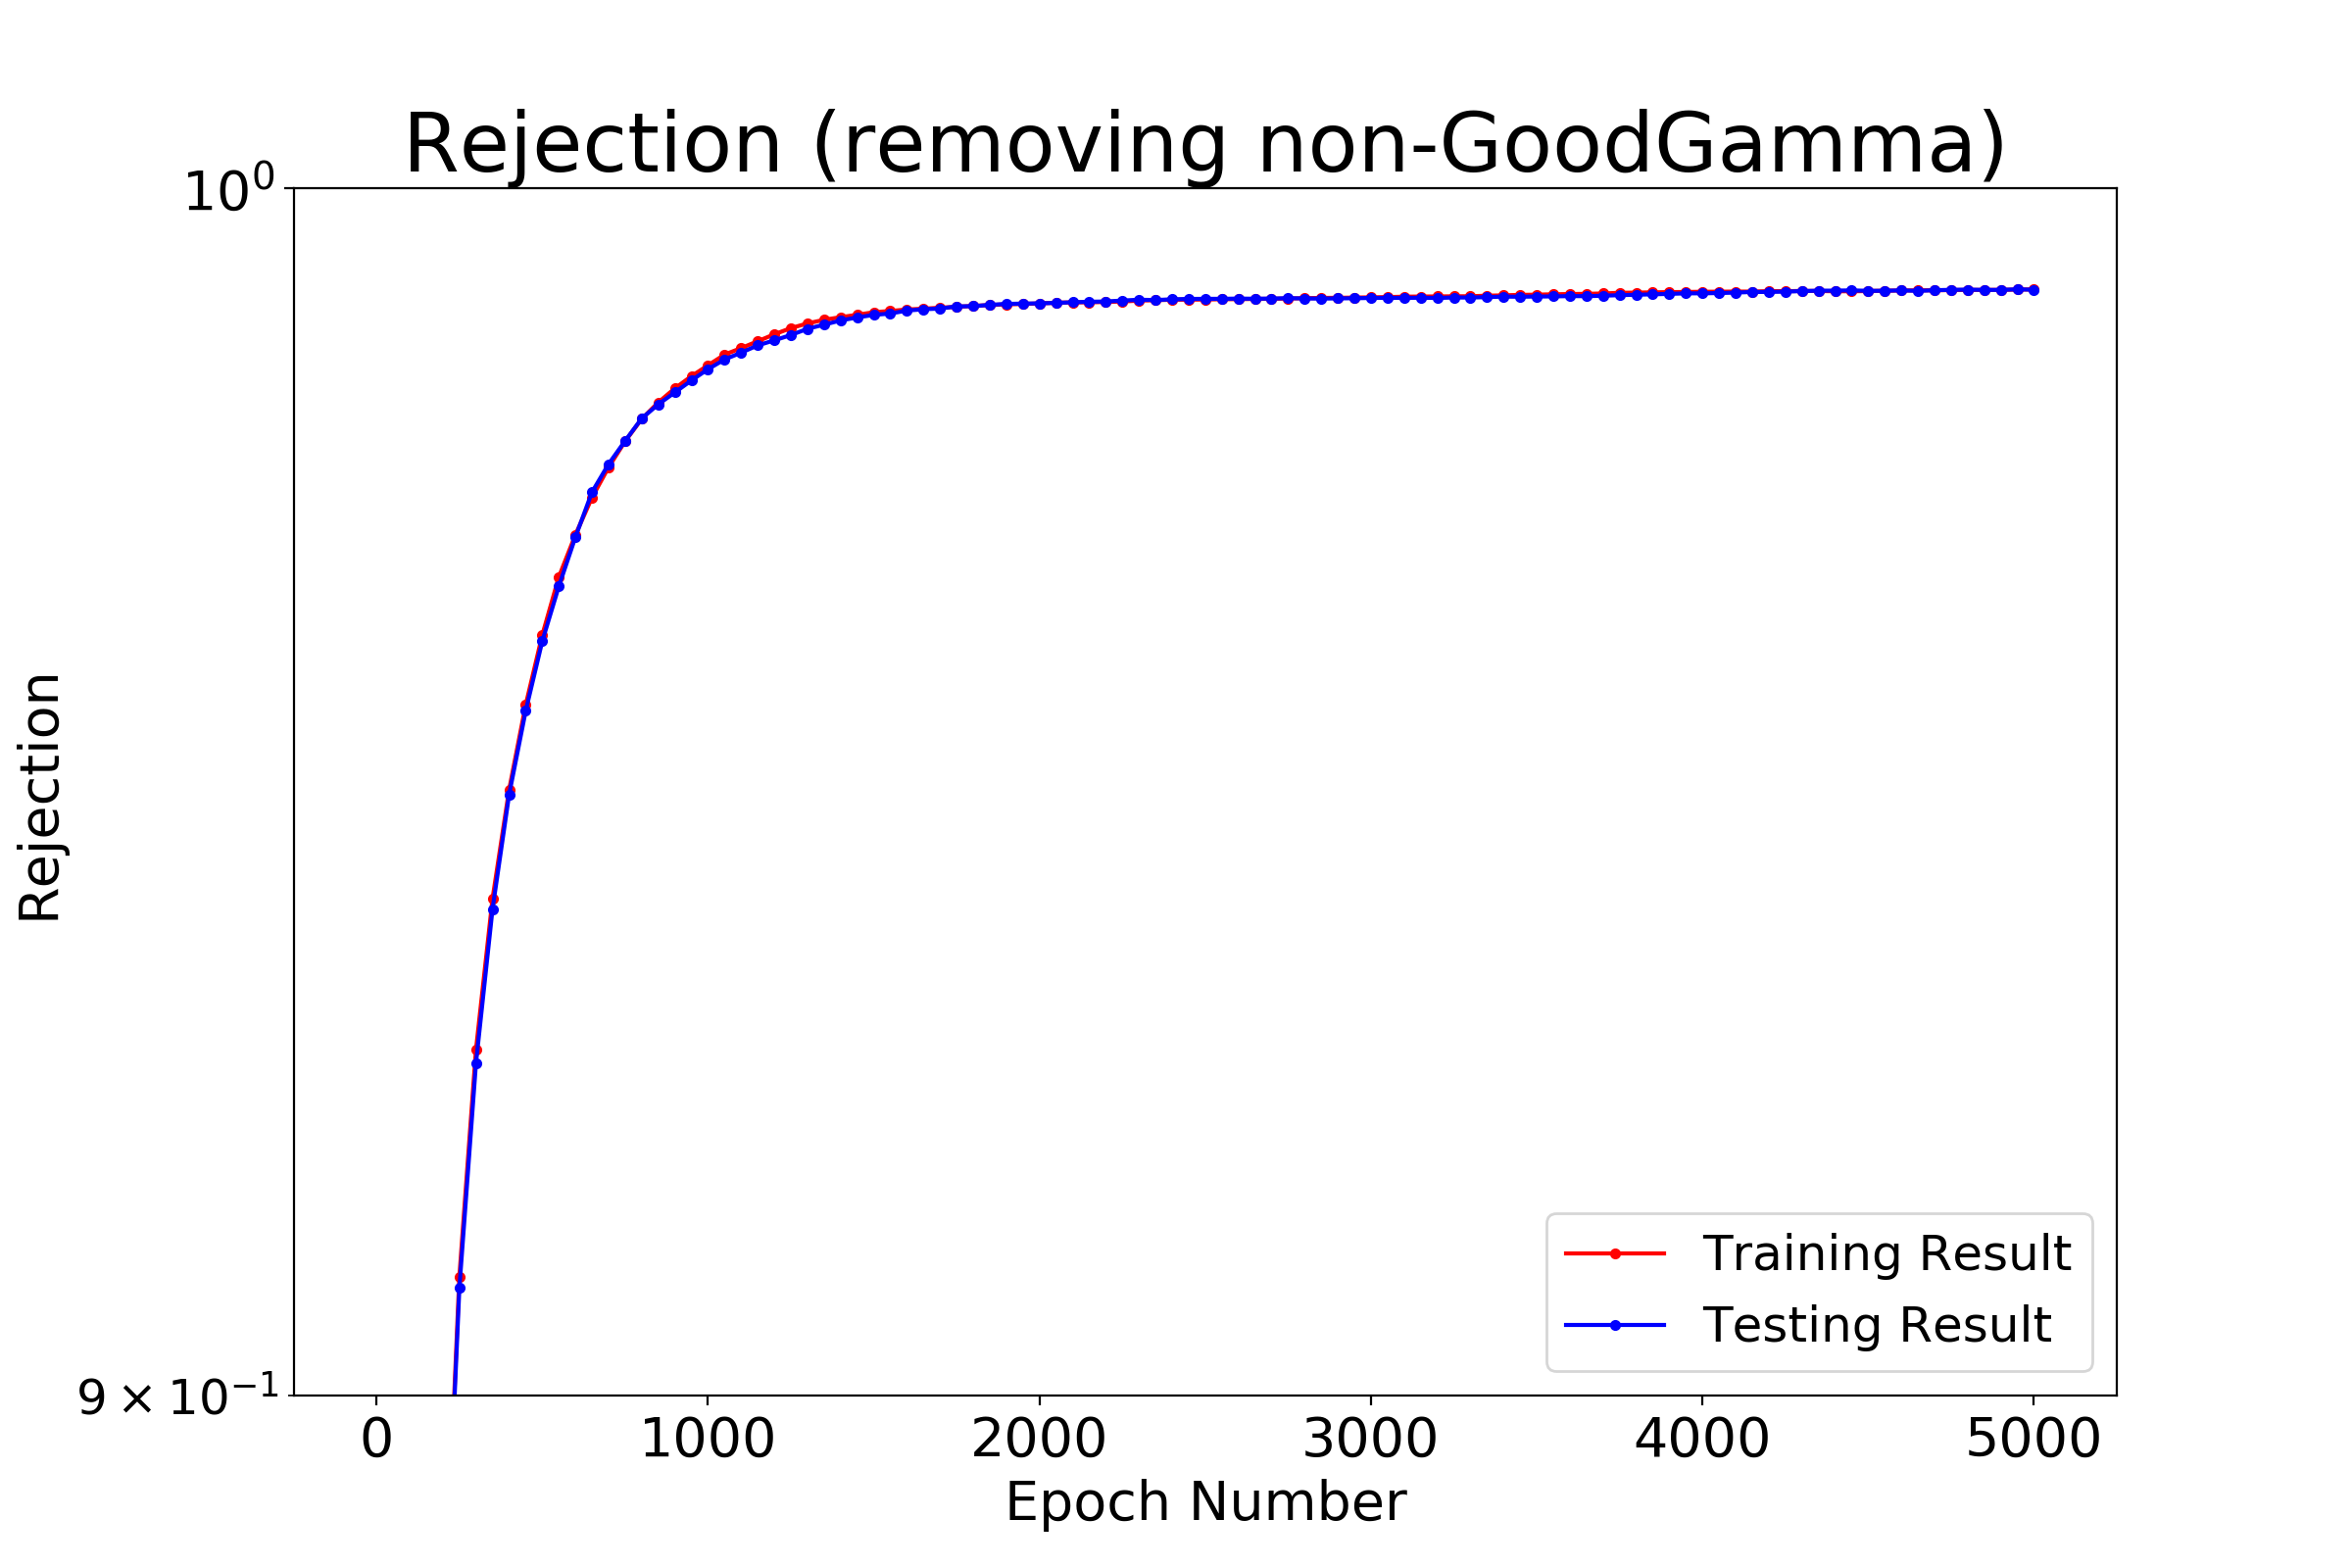 Rejection (removing non-GoodGamma)
10⁰
Rejection
9 × 10⁻¹
Training Result
Testing Result
0 1000 2000 3000 4000 5000
Epoch Number